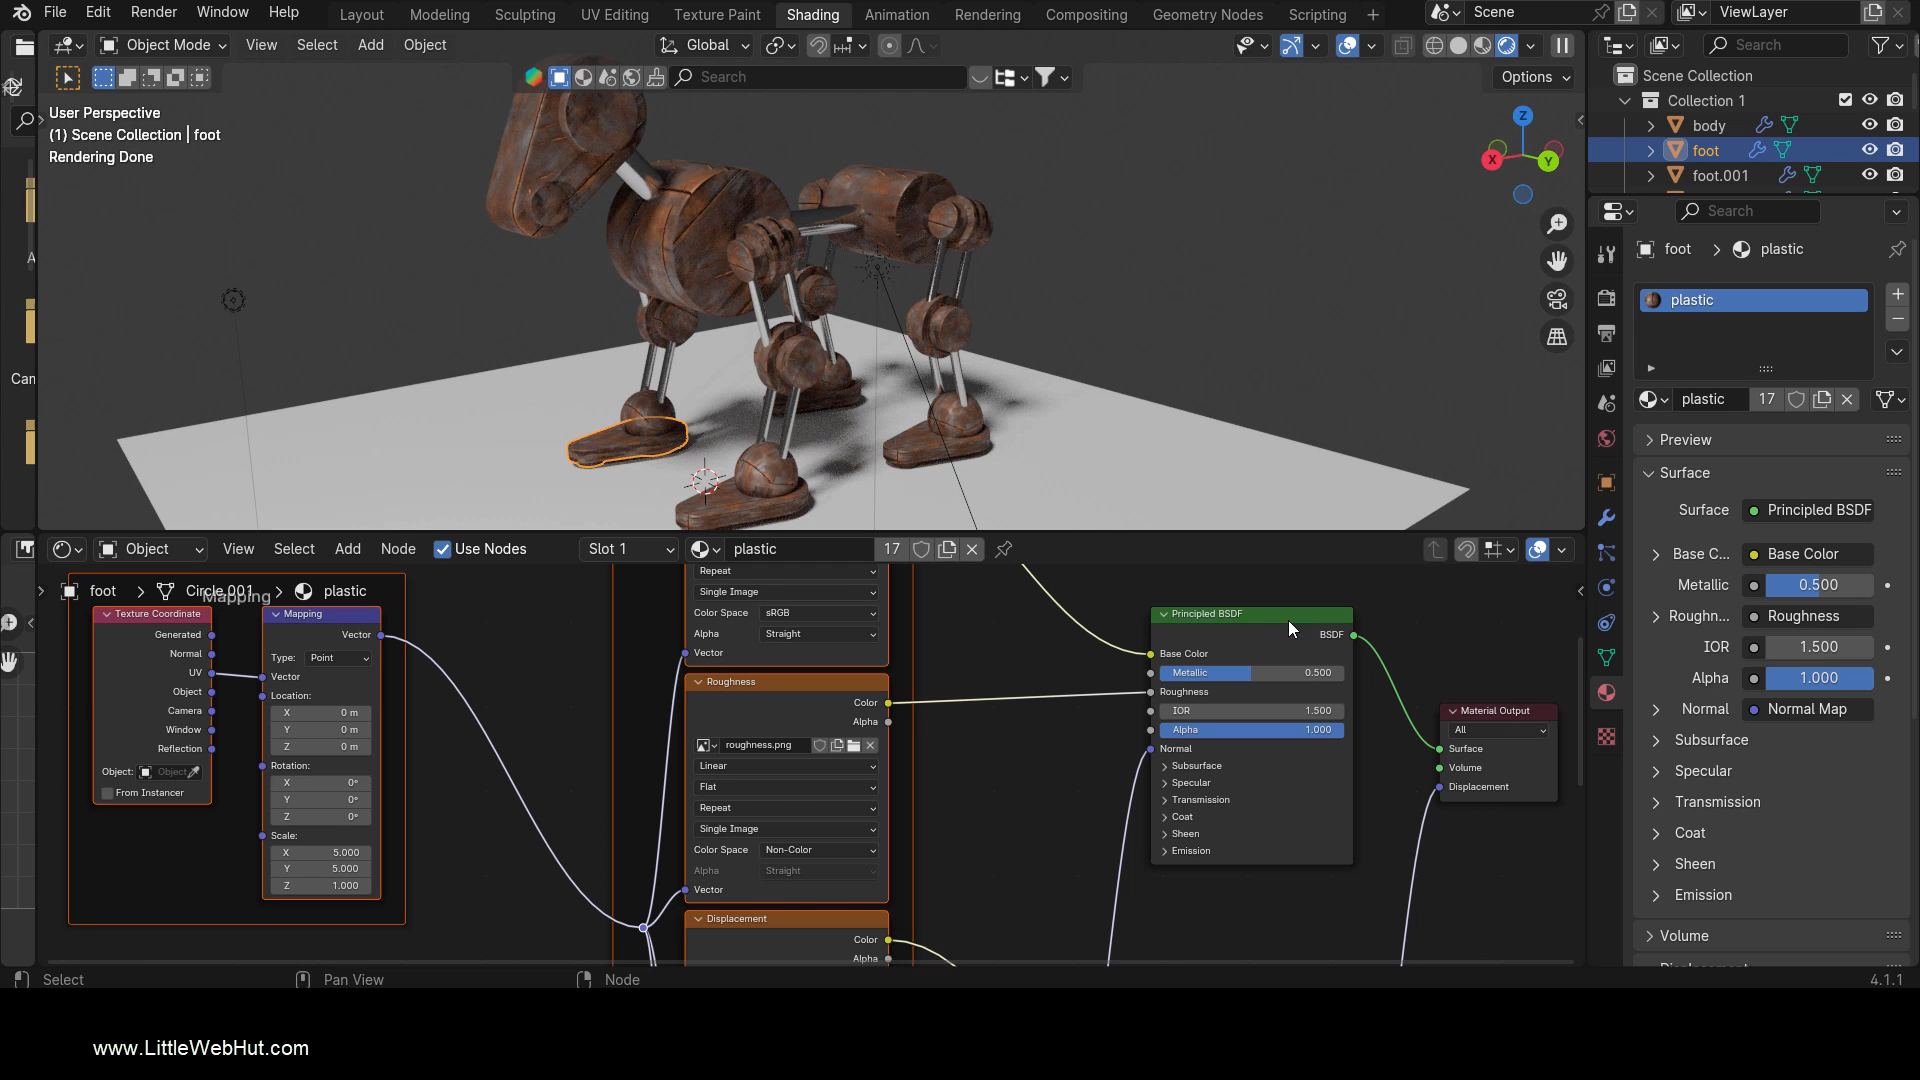 File Edit Render Window Help Layout Modeling Sculpting UV Editing Texture Paint Shading Animation Rendering Compositing Geometry Nodes Scripting + Scene ViewLayer
Object Mode View Select Add Object Global Search
Search Options
User Perspective
(1) Scene Collection | foot
Rendering Done
Z
X
Y
Scene Collection
Collection 1
body
foot
foot.001
Search
foot > plastic
plastic
plastic 17
Preview
Surface
Surface Principled BSDF
Base C... Base Color
Metallic 0.500
Roughn... Roughness
IOR 1.500
Alpha 1.000
Normal Normal Map
Subsurface
Specular
Transmission
Coat
Sheen
Emission
Volume
A
Can
Object View Select Add Node Use Nodes Slot 1 plastic 17
foot > Circle.001 > plastic
Mapping
Texture Coordinate
Generated
Normal
UV
Object
Camera
Window
Reflection
Object: Object
From Instancer
Mapping
Vector
Type: Point
Vector
Location:
X 0 m
Y 0 m
Z 0 m
Rotation:
X 0°
Y 0°
Z 0°
Scale:
X 5.000
Y 5.000
Z 1.000
Repeat
Single Image
Color Space sRGB
Alpha Straight
Vector
Roughness
Color
Alpha
roughness.png
Linear
Flat
Repeat
Single Image
Color Space Non-Color
Alpha Straight
Vector
Displacement
Color
Alpha
Principled BSDF
BSDF
Base Color
Metallic 0.500
Roughness
IOR 1.500
Alpha 1.000
Normal
Subsurface
Specular
Transmission
Coat
Sheen
Emission
Material Output
All
Surface
Volume
Displacement
Select Pan View Node 4.1.1
www.LittleWebHut.com